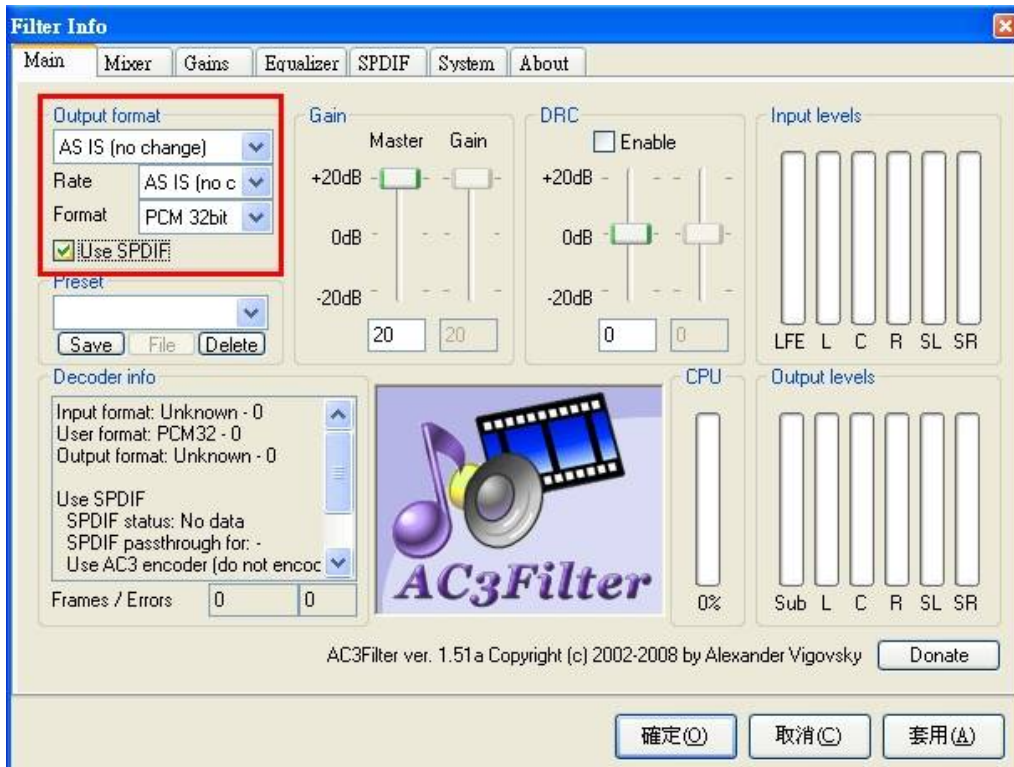 Filter Info
Main Mixer Gains Equalizer SPDIF System About
Output format
AS IS (no change)
Rate AS IS (no c
Format PCM 32bit
Use SPDIF
Preset
Save File Delete
Gain
Master Gain
+20dB
0dB
-20dB
20 20
DRC
Enable
+20dB
0dB
-20dB
0 0
Input levels
LFE L C R SL SR
Decoder info
Input format: Unknown - 0
User format: PCM32 - 0
Output format: Unknown - 0
Use SPDIF
SPDIF status: No data
SPDIF passthrough for: -
Use AC3 encoder (do not encoc
Frames / Errors 0 0
AC3Filter
CPU
0%
Output levels
Sub L C R SL SR
AC3Filter ver. 1.51a Copyright (c) 2002-2008 by Alexander Vigovsky Donate
確定(O) 取消(C) 套用(A)